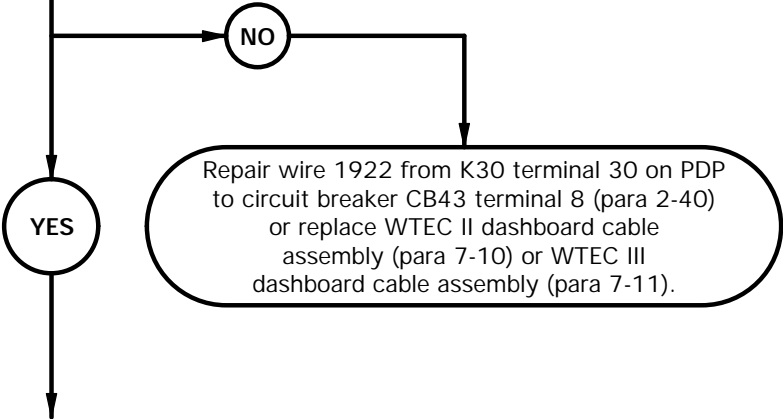 NO
Repair wire 1922 from K30 terminal 30 on PDP
to circuit breaker CB43 terminal 8 (para 2-40)
or replace WTEC II dashboard cable
assembly (para 7-10) or WTEC III
dashboard cable assembly (para 7-11).
YES